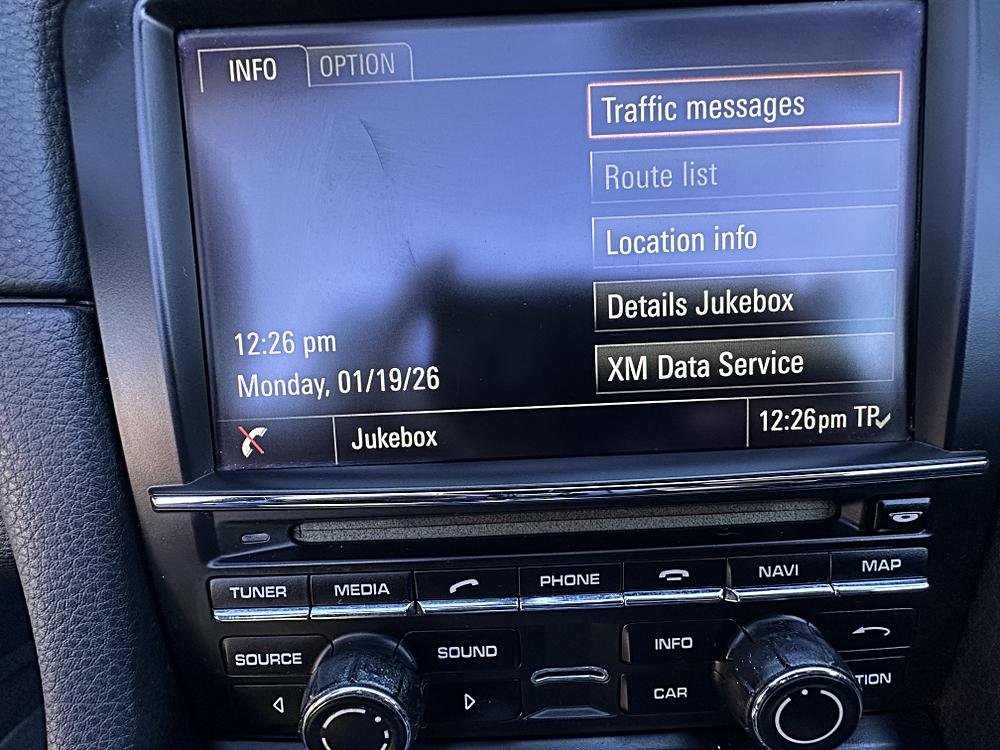 INFO OPTION
Traffic messages
Route list
Location info
Details Jukebox
XM Data Service
12:26 pm
Monday, 01/19/26
Jukebox
12:26pm TP
TUNER MEDIA PHONE NAVI MAP
SOURCE SOUND INFO
CAR TION